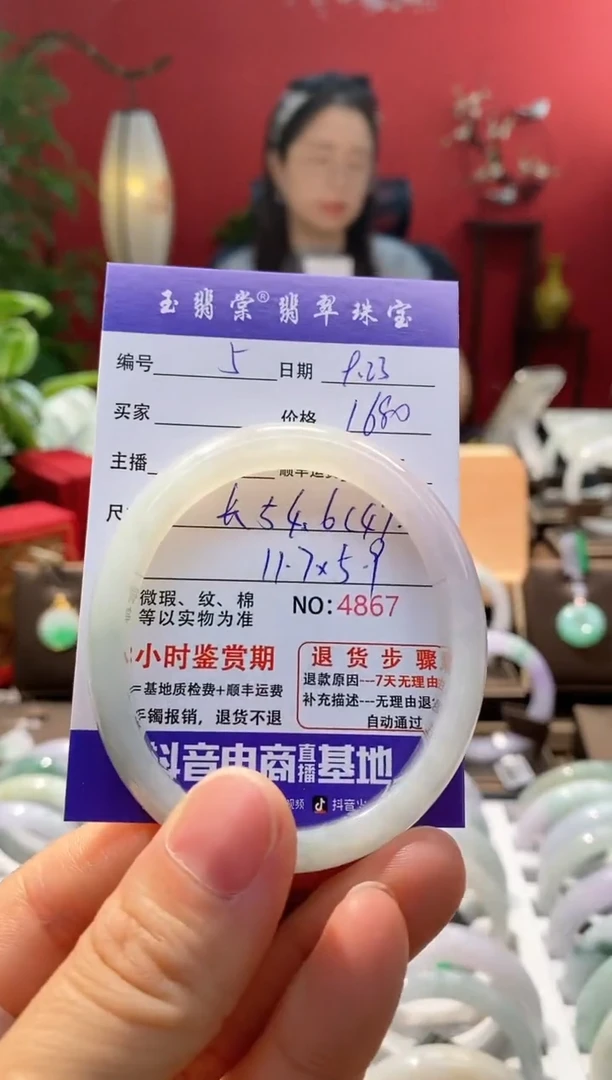 玉翡棠®翡翠珠宝
编号 5 日期 9.23
买家 价格 1680
主播
尺 长54.6(4)
11.7x5.9
微瑕、纹、棉 NO:4867
等以实物为准
小时鉴赏期 退货步骤
基地质检费+顺丰运费 退款原因---7天无理由
镯报销，退货不退 补充描述---无理由退
自动通过
抖音电商直播基地
视频 抖音火